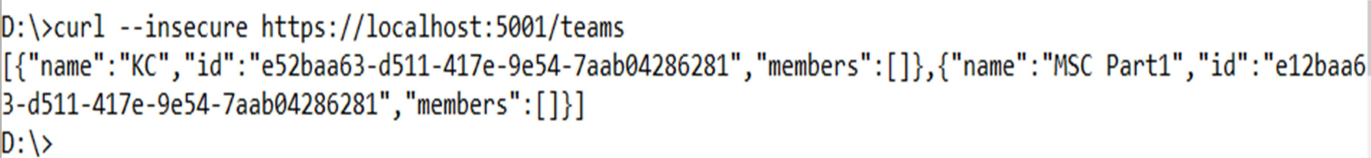 D:\>curl --insecure https://localhost:5001/teams
[{"name":"KC","id":"e52baa63-d511-417e-9e54-7aab04286281","members":[]},{"name":"MSC Part1","id":"e12baa6
3-d511-417e-9e54-7aab04286281","members":[]}]
D:\>